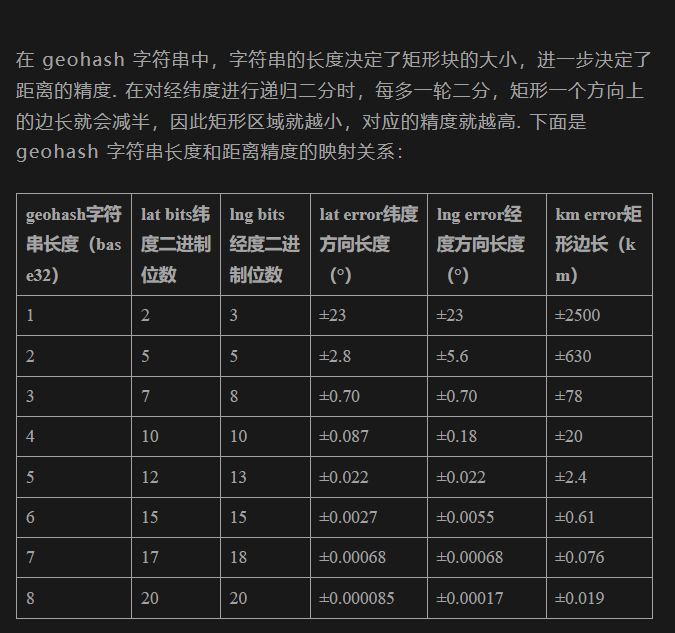 在 geohash 字符串中，字符串的长度决定了矩形块的大小，进一步决定了
距离的精度. 在对经纬度进行递归二分时，每多一轮二分，矩形一个方向上
的边长就会减半，因此矩形区域就越小，对应的精度就越高. 下面是
geohash 字符串长度和距离精度的映射关系：
geohash字符串长度（base32） lat bits纬度二进制位数 lng bits经度二进制位数 lat error纬度方向长度（°） lng error经度方向长度（°） km error矩形边长（km）
1 2 3 ±23 ±23 ±2500
2 5 5 ±2.8 ±5.6 ±630
3 7 8 ±0.70 ±0.70 ±78
4 10 10 ±0.087 ±0.18 ±20
5 12 13 ±0.022 ±0.022 ±2.4
6 15 15 ±0.0027 ±0.0055 ±0.61
7 17 18 ±0.00068 ±0.00068 ±0.076
8 20 20 ±0.000085 ±0.00017 ±0.019